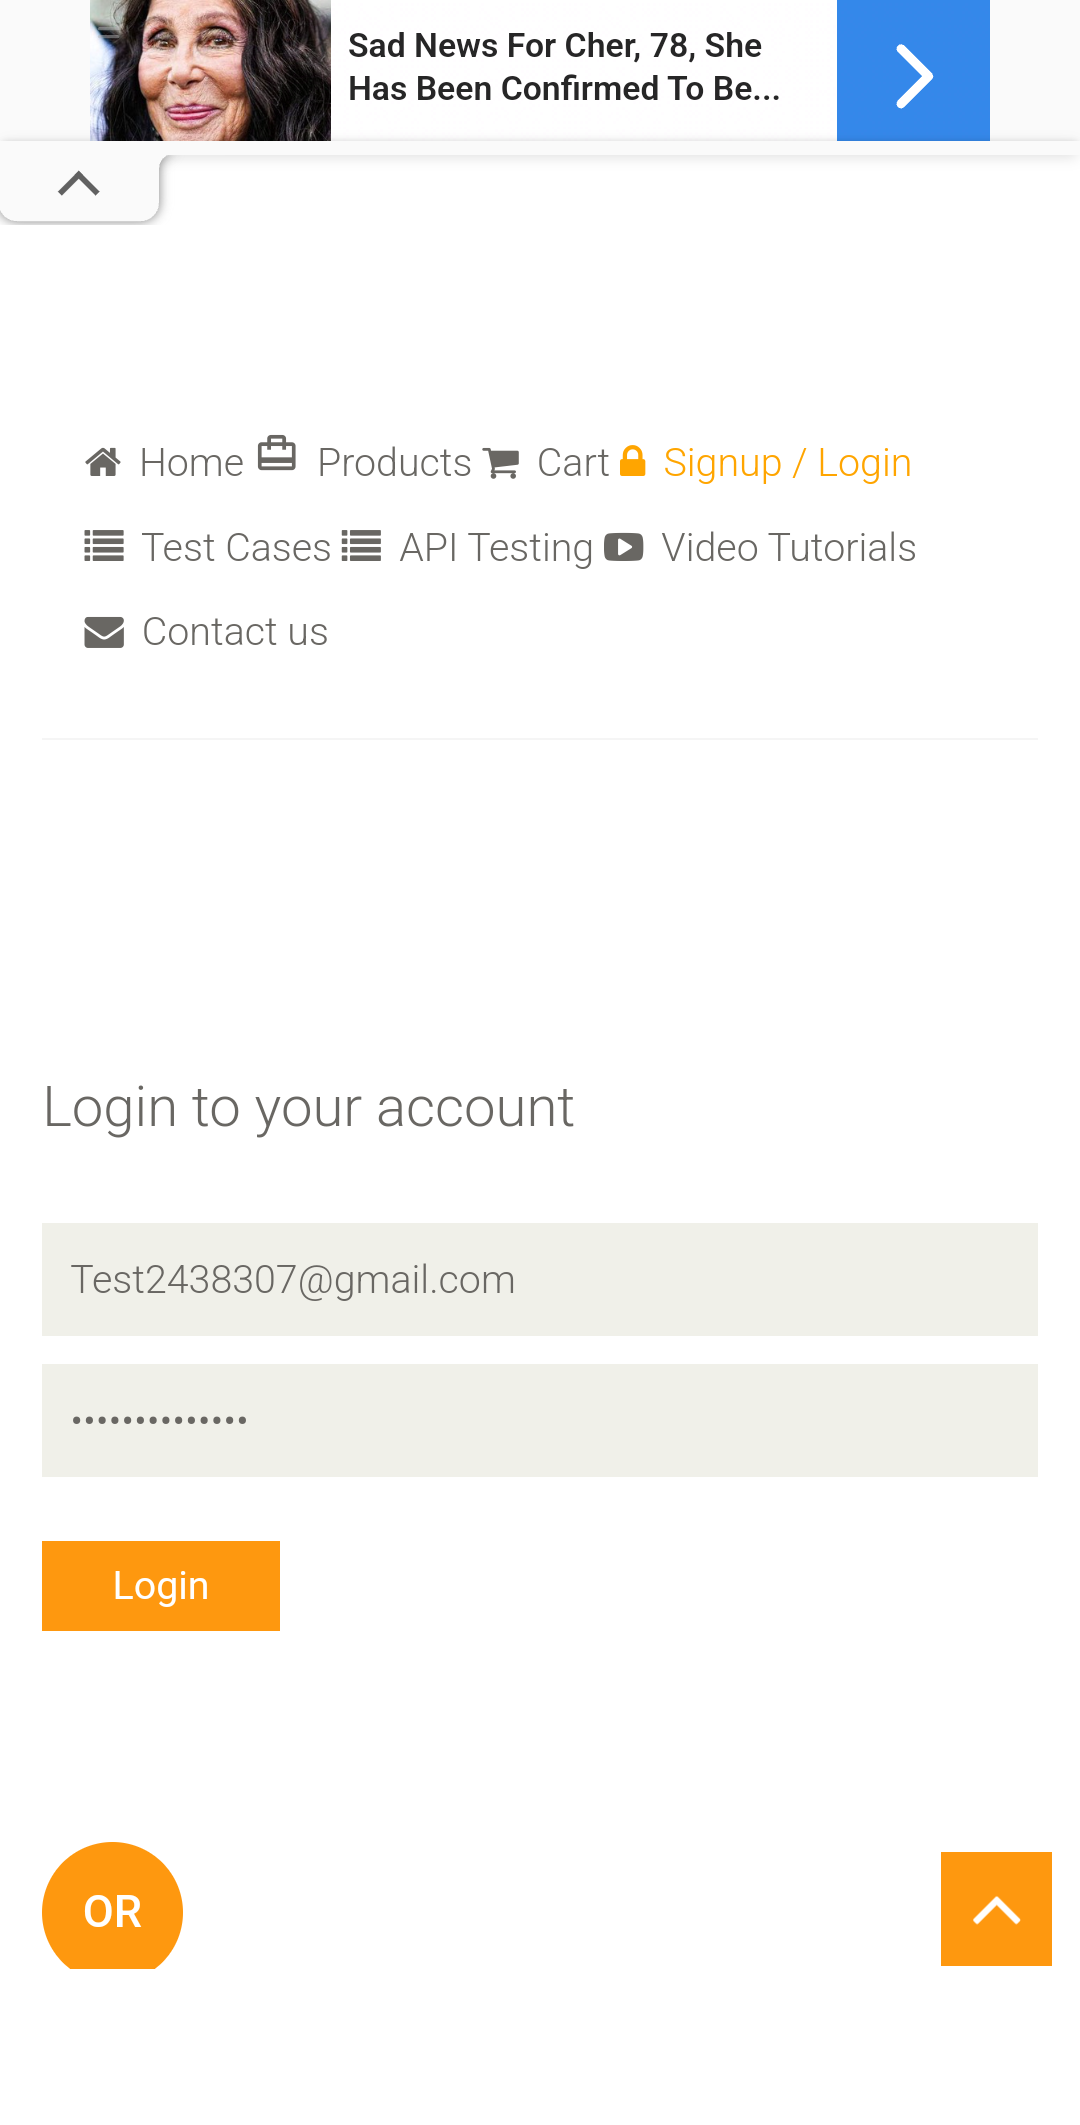 Sad News For Cher, 78, She
Has Been Confirmed To Be...
Home Products Cart Signup / Login
Test Cases API Testing Video Tutorials
Contact us
Login to your account
Test2438307@gmail.com
••••••••••••••
Login
OR